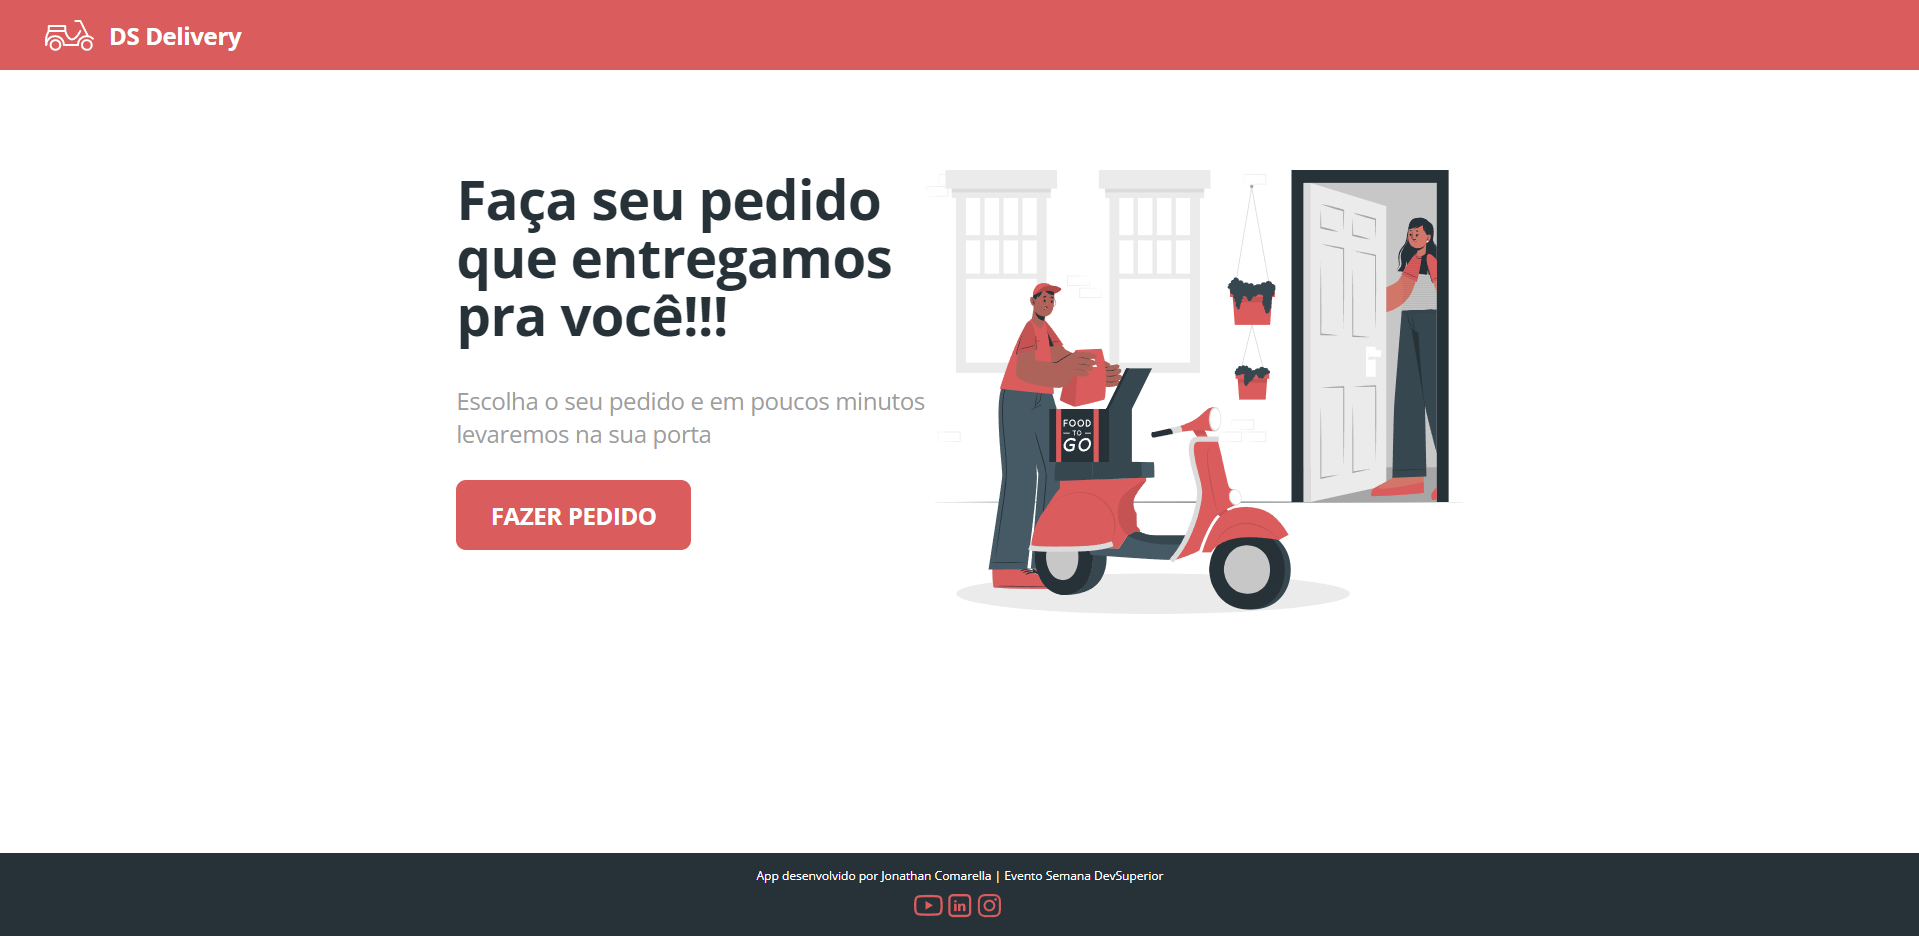 DS Delivery
Faça seu pedido
que entregamos
pra você!!!
Escolha o seu pedido e em poucos minutos
levaremos na sua porta
FAZER PEDIDO
FOOD
TO
GO
App desenvolvido por Jonathan Comarella | Evento Semana DevSuperior
in